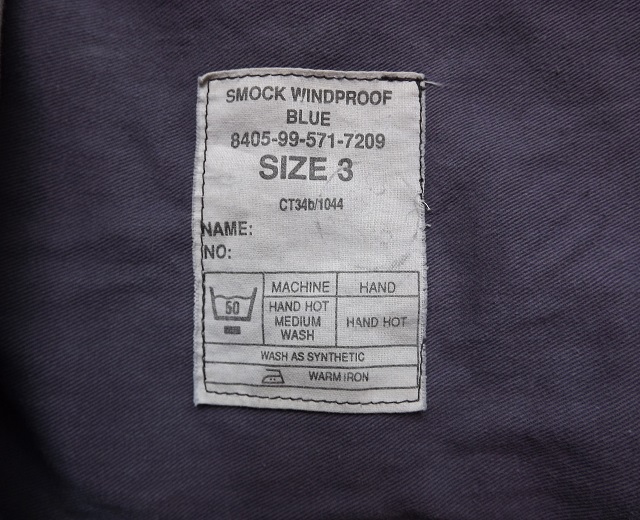 SMOCK WINDPROOF
BLUE
8405-99-571-7209
SIZE 3
CT34b/1044
NAME:
NO:
50
MACHINE HAND
HAND HOT MEDIUM WASH HAND HOT
WASH AS SYNTHETIC
WARM IRON